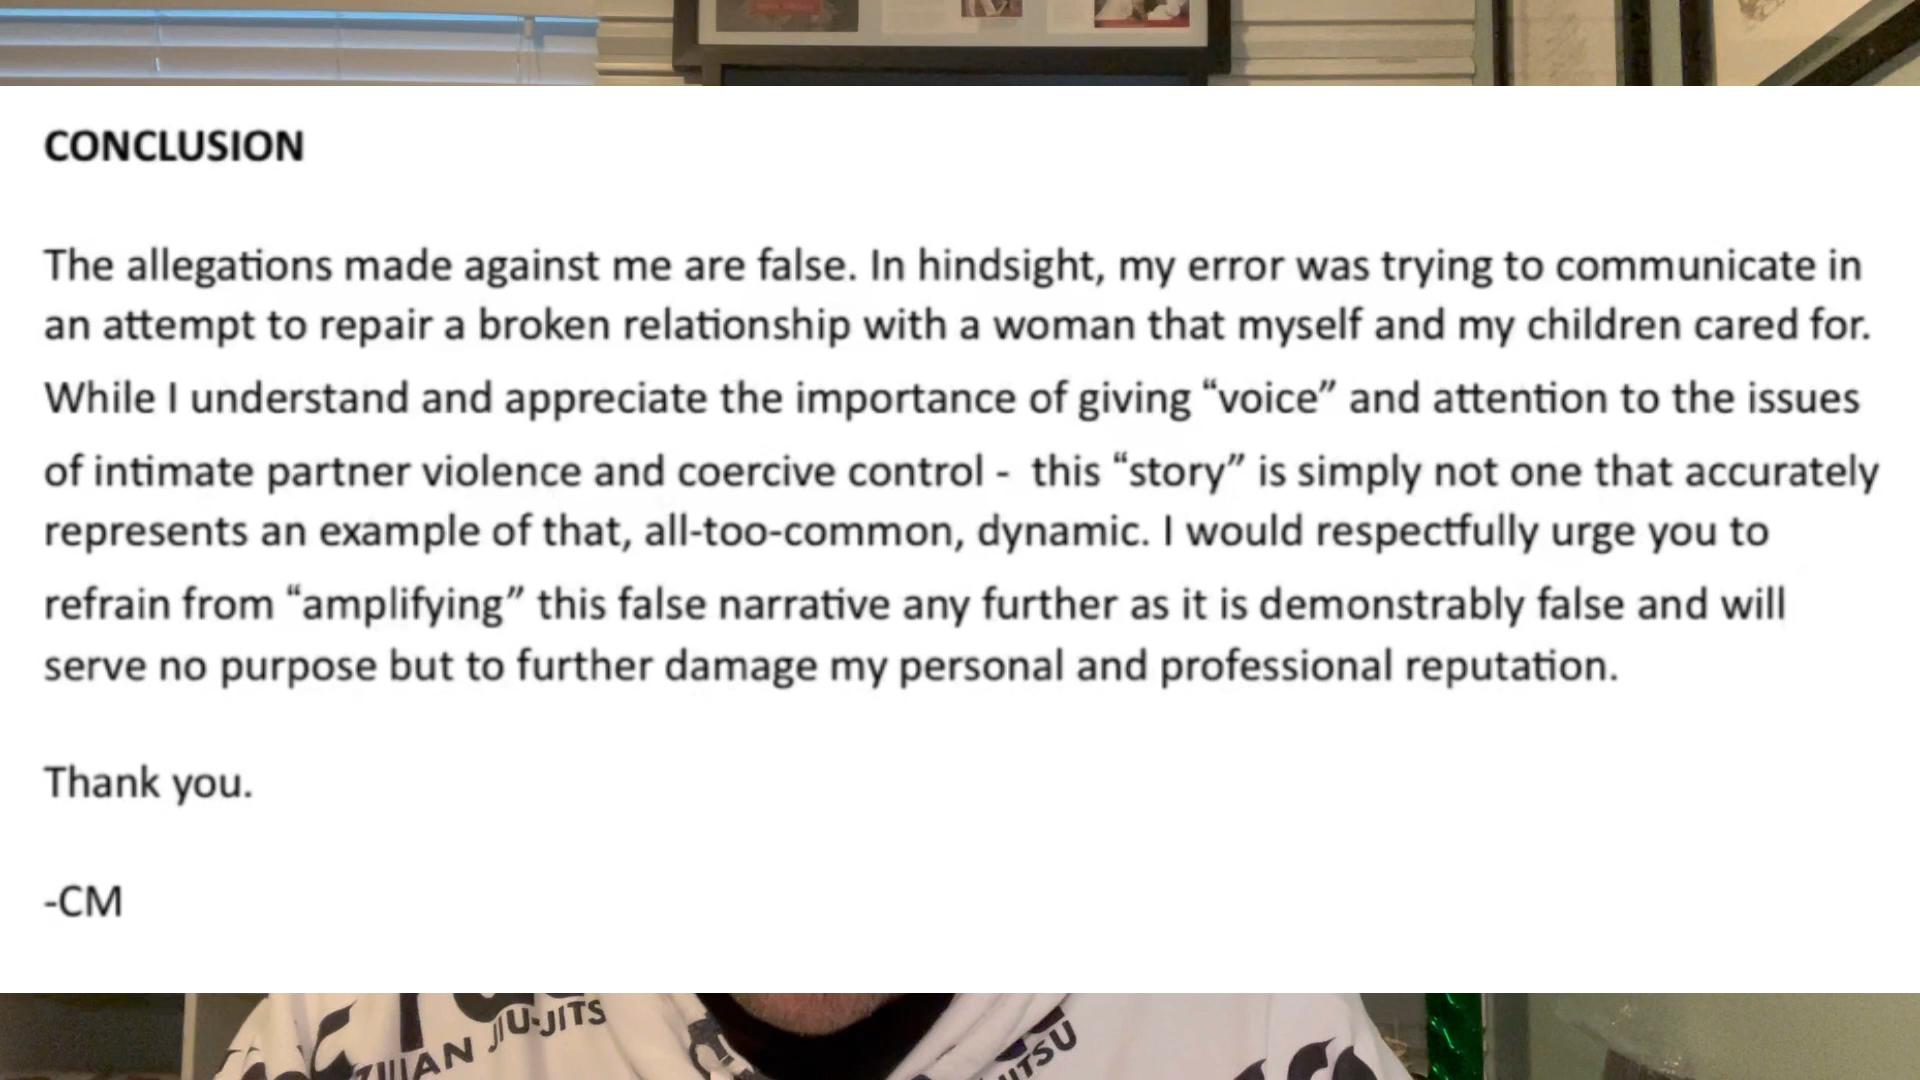 CONCLUSION
The allegations made against me are false. In hindsight, my error was trying to communicate in
an attempt to repair a broken relationship with a woman that myself and my children cared for.
While I understand and appreciate the importance of giving “voice” and attention to the issues
of intimate partner violence and coercive control -  this “story” is simply not one that accurately
represents an example of that, all-too-common, dynamic. I would respectfully urge you to
refrain from “amplifying” this false narrative any further as it is demonstrably false and will
serve no purpose but to further damage my personal and professional reputation.
Thank you.
-CM
JIU-JITS